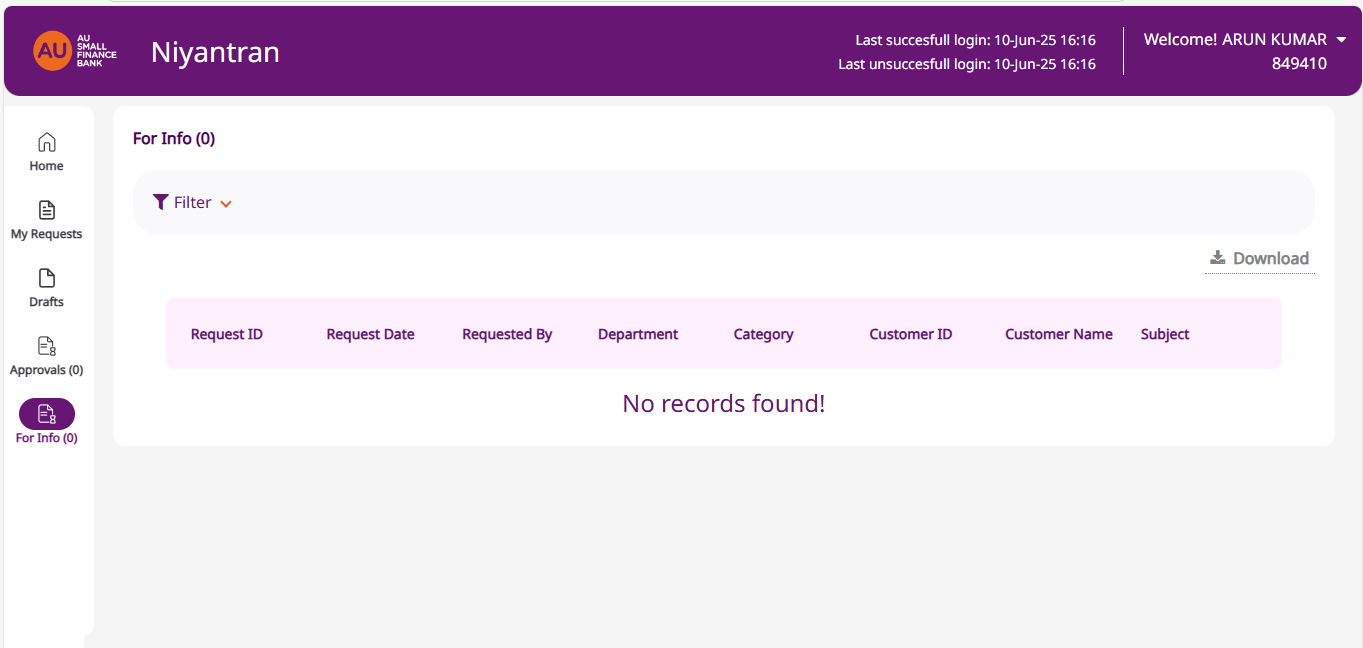 AU
AU
SMALL
FINANCE
BANK
Niyantran
Last succesfull login: 10-Jun-25 16:16
Last unsuccesfull login: 10-Jun-25 16:16
Welcome! ARUN KUMAR
849410
Home
My Requests
Drafts
Approvals (0)
For Info (0)
For Info (0)
Filter
Download
Request ID Request Date Requested By Department Category Customer ID Customer Name Subject
No records found!